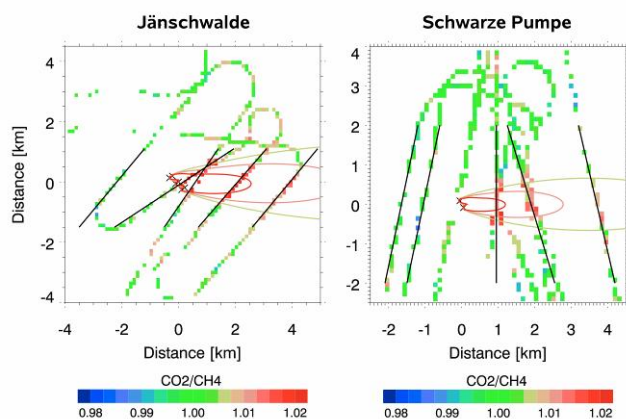 Jänschwalde
Distance [km]
4
2
0
-2
-4
-4 -2 0 2 4
Distance [km]
CO2/CH4
0.98 0.99 1.00 1.01 1.02
Schwarze Pumpe
Distance [km]
4
3
2
1
0
-1
-2
-2 -1 0 1 2 3 4
Distance [km]
CO2/CH4
0.98 0.99 1.00 1.01 1.02